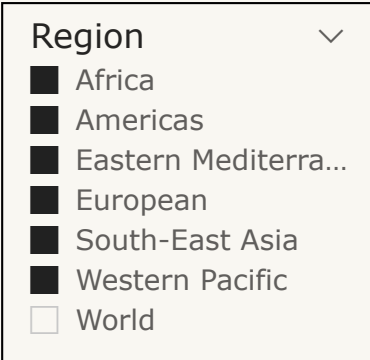 Region
Africa
Americas
Eastern Mediterra...
European
South-East Asia
Western Pacific
World